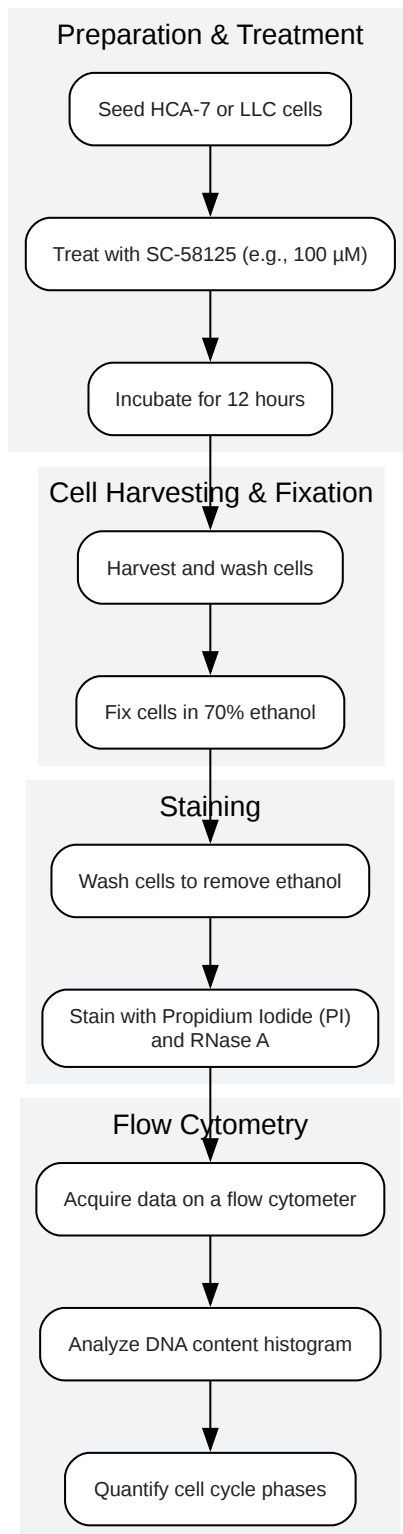 Preparation & Treatment
Seed HCA-7 or LLC cells
Treat with SC-58125 (e.g., 100 µM)
Incubate for 12 hours
Cell Harvesting & Fixation
Harvest and wash cells
Fix cells in 70% ethanol
Staining
Wash cells to remove ethanol
Stain with Propidium Iodide (PI)
and RNase A
Flow Cytometry
Acquire data on a flow cytometer
Analyze DNA content histogram
Quantify cell cycle phases